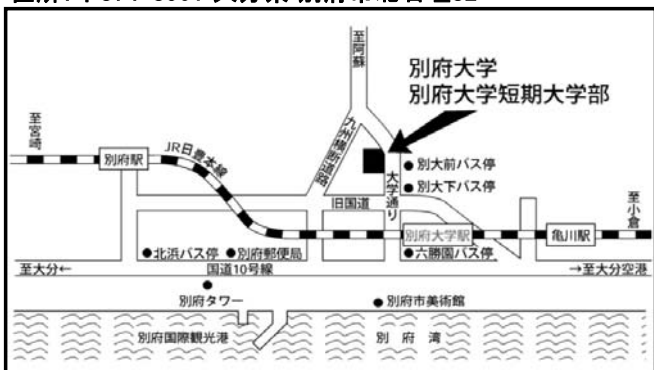 至阿蘇
別府大学
別府大学短期大学部
至宮崎
別府駅
JR日豊本線
九州横断道路
大学通り
別大前バス停
別大下バス停
旧国道
至小倉
別府大学駅
亀川駅
北浜バス停
別府郵便局
六勝園バス停
至大分←
国道10号線
→至大分空港
別府タワー
別府市美術館
別府国際観光港
別府湾